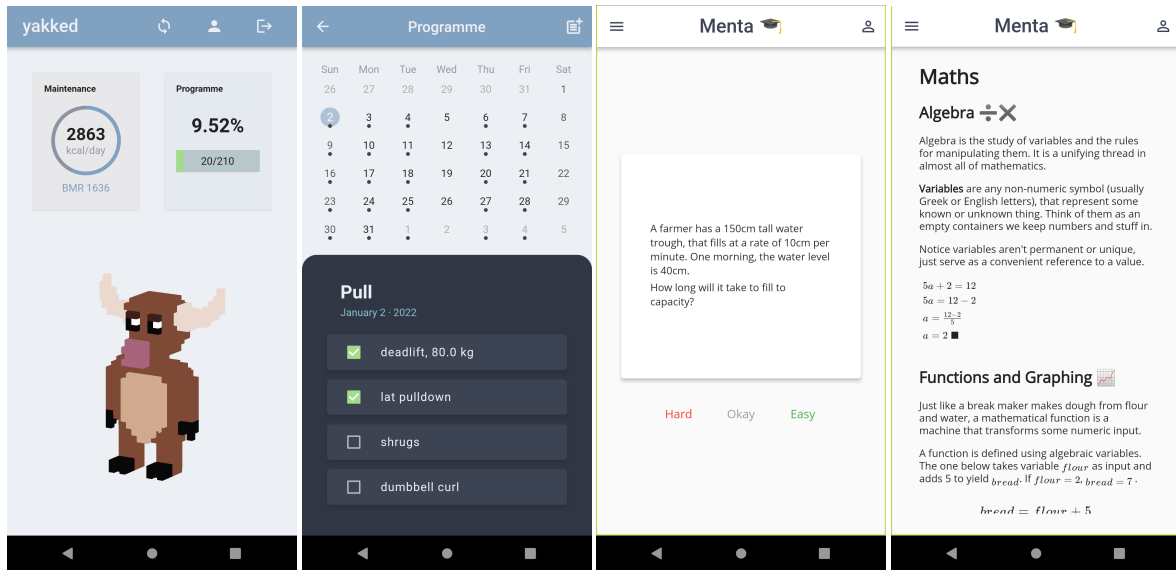 yakked
Maintenance
2863
kcal/day
BMR 1636
Programme
9.52%
20/210
Programme
Sun Mon Tue Wed Thu Fri Sat
26 27 28 29 30 31 1
2 3 4 5 6 7 8
9 10 11 12 13 14 15
16 17 18 19 20 21 22
23 24 25 26 27 28 29
30 31 1 2 3 4 5
Pull
January 2 · 2022
deadlift, 80.0 kg
lat pulldown
shrugs
dumbbell curl
Menta 🎓
A farmer has a 150cm tall water
trough, that fills at a rate of 10cm per
minute. One morning, the water level
is 40cm.
How long will it take to fill to
capacity?
Hard Okay Easy
Menta 🎓
Maths
Algebra ➗✖
Algebra is the study of variables and the rules
for manipulating them. It is a unifying thread in
almost all of mathematics.
Variables are any non-numeric symbol (usually
Greek or English letters), that represent some
known or unknown thing. Think of them as an
empty containers we keep numbers and stuff in.
Notice variables aren't permanent or unique,
just serve as a convenient reference to a value.
5a + 2 = 12
5a = 12 − 2
a = 12−2/5
a = 2 ■
Functions and Graphing 📈
Just like a break maker makes dough from flour
and water, a mathematical function is a
machine that transforms some numeric input.
A function is defined using algebraic variables.
The one below takes variable flour as input and
adds 5 to yield bread. If flour = 2, bread = 7 .
bread = flour + 5